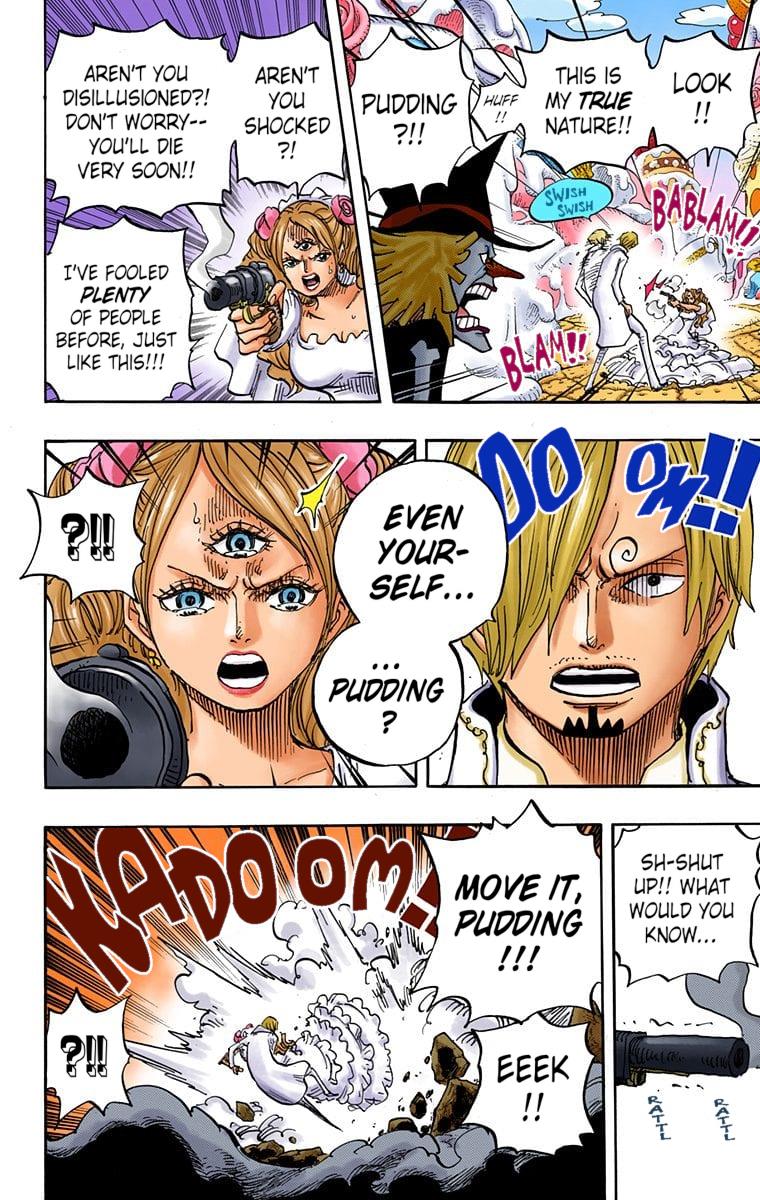 LOOK
!!
THIS IS
MY TRUE
NATURE!!
HUFF
!!
PUDDING
?!!
SWISH
SWISH
BABLAM!!
BLAM!!
AREN'T
YOU
SHOCKED
?!
AREN'T YOU
DISILLUSIONED?!
DON'T WORRY--
YOU'LL DIE
VERY SOON!!
I'VE FOOLED
PLENTY
OF PEOPLE
BEFORE, JUST
LIKE THIS!!!
DOOOM!!
EVEN
YOUR-
SELF...
...
PUDDING
?
?!!
SH-SHUT
UP!! WHAT
WOULD YOU
KNOW...
RATTL
RATTL
MOVE IT,
PUDDING
!!!
EEEK
!!
KADOOOM!!
?!!